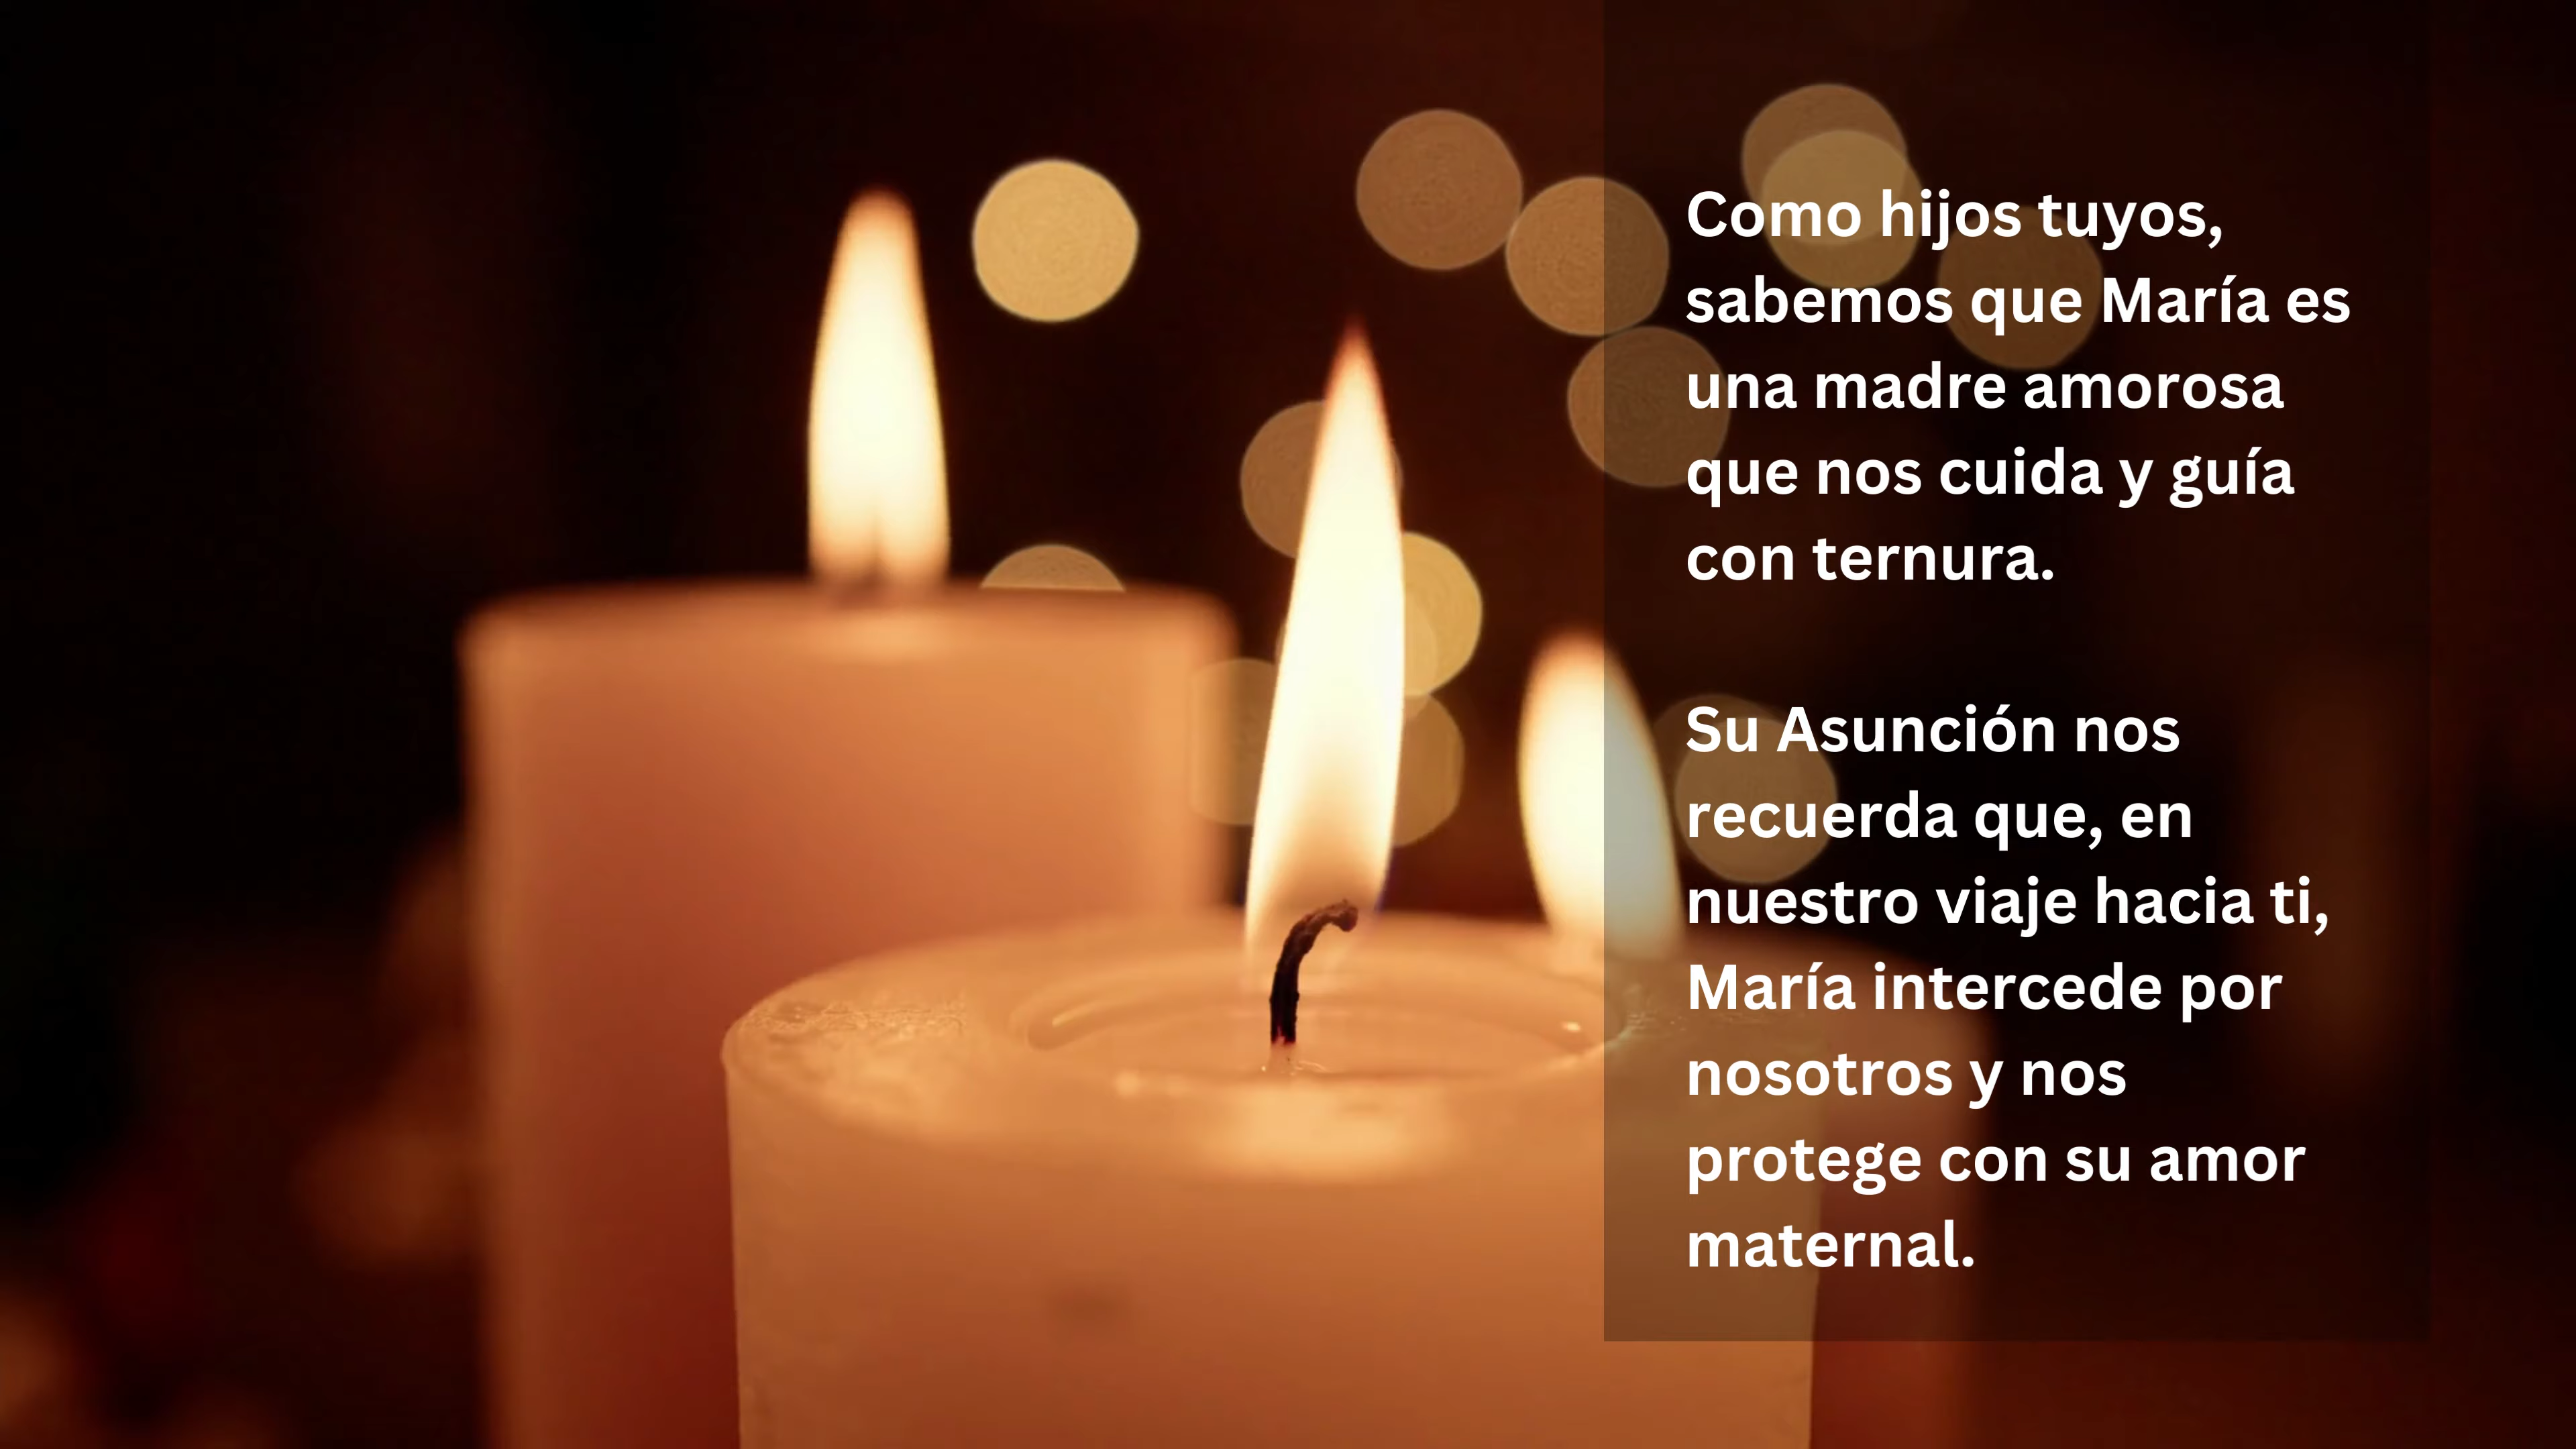 Como hijos tuyos,
sabemos que María es
una madre amorosa
que nos cuida y guía
con ternura.
Su Asunción nos
recuerda que, en
nuestro viaje hacia ti,
María intercede por
nosotros y nos
protege con su amor
maternal.